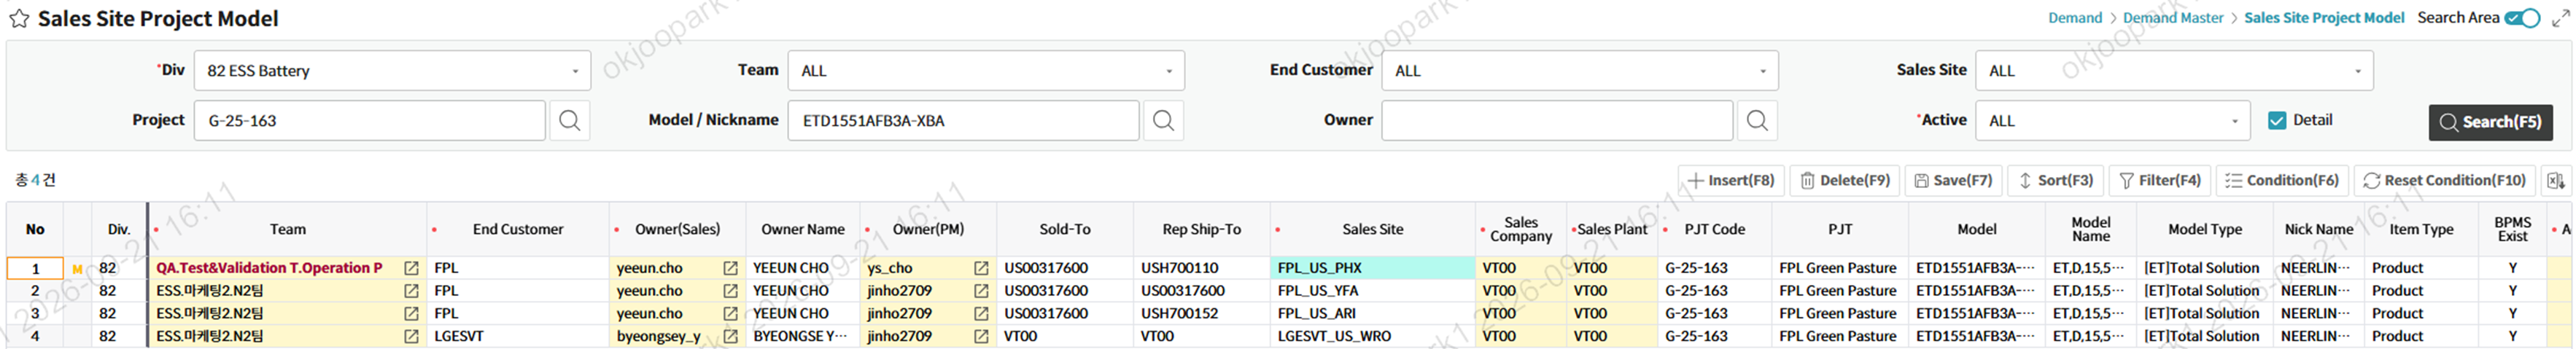 Sales Site Project Model
Demand > Demand Master > Sales Site Project Model Search Area
*Div 82 ESS Battery Team ALL End Customer ALL Sales Site ALL
Project G-25-163 Model / Nickname ETD1551AFB3A-XBA Owner *Active ALL Detail Search(F5)
총 4 건 Insert(F8) Delete(F9) Save(F7) Sort(F3) Filter(F4) Condition(F6) Reset Condition(F10)
No Div. Team End Customer Owner(Sales) Owner Name Owner(PM) Sold-To Rep Ship-To Sales Site Sales Company Sales Plant PJT Code PJT Model Model Name Model Type Nick Name Item Type BPMS Exist
1 M 82 QA.Test&Validation T.Operation P FPL yeeun.cho YEEUN CHO ys_cho US00317600 USH700110 FPL_US_PHX VT00 VT00 G-25-163 FPL Green Pasture ETD1551AFB3A-··· ET,D,15,5··· [ET]Total Solution NEERLIN··· Product Y
2 82 ESS.마케팅2.N2팀 FPL yeeun.cho YEEUN CHO jinho2709 US00317600 US00317600 FPL_US_YFA VT00 VT00 G-25-163 FPL Green Pasture ETD1551AFB3A-··· ET,D,15,5··· [ET]Total Solution NEERLIN··· Product Y
3 82 ESS.마케팅2.N2팀 FPL yeeun.cho YEEUN CHO jinho2709 US00317600 USH700152 FPL_US_ARI VT00 VT00 G-25-163 FPL Green Pasture ETD1551AFB3A-··· ET,D,15,5··· [ET]Total Solution NEERLIN··· Product Y
4 82 ESS.마케팅2.N2팀 LGESVT byeongsey_y BYEONGSE Y··· jinho2709 VT00 VT00 LGESVT_US_WRO VT00 VT00 G-25-163 FPL Green Pasture ETD1551AFB3A-··· ET,D,15,5··· [ET]Total Solution NEERLIN··· Product Y